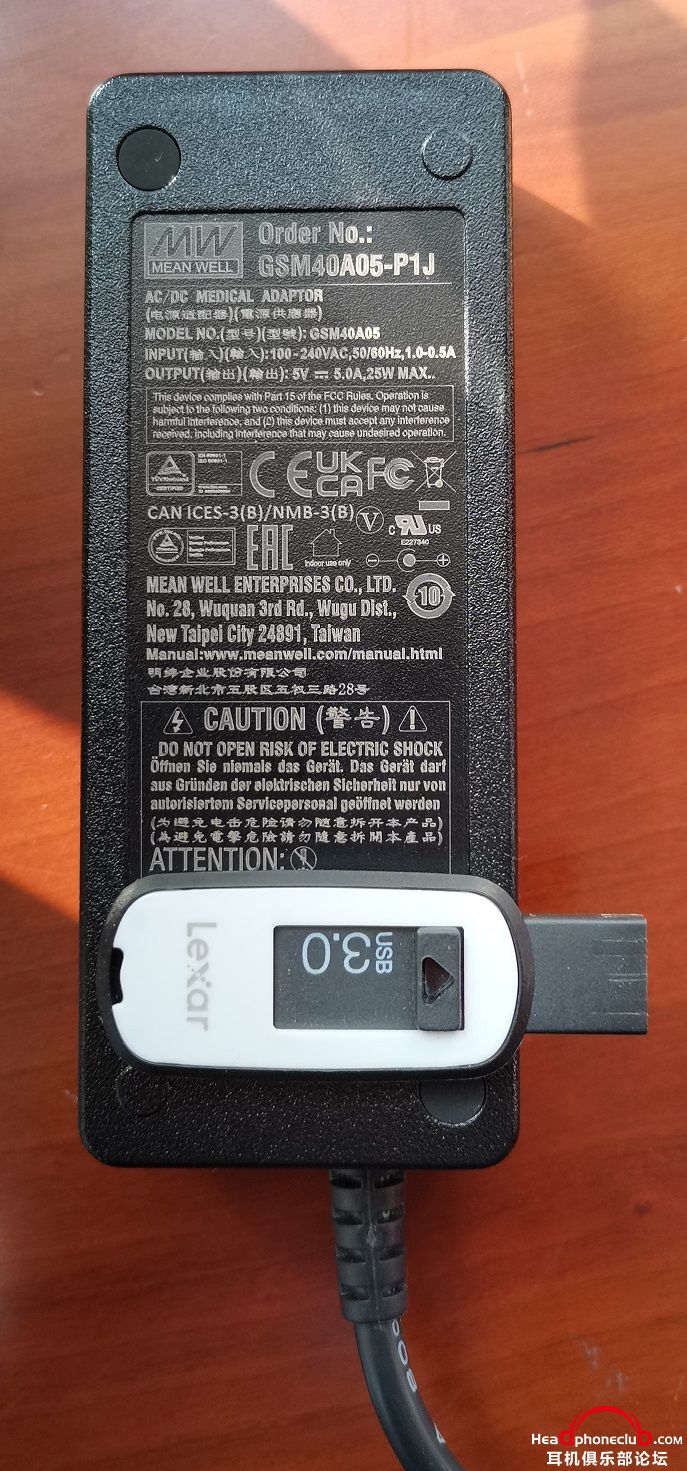 MW
MEAN WELL
Order No.:
GSM40A05-P1J
AC/DC MEDICAL ADAPTOR
(电源适配器)(電源供應器)
MODEL NO.(型号)(型號): GSM40A05
INPUT(输入)(輸入):100-240VAC,50/60Hz,1.0-0.5A
OUTPUT(输出)(輸出): 5V ⎓ 5.0A,25W MAX..
This device complies with Part 15 of the FCC Rules. Operation is
subject to the following two conditions: (1) this device may not cause
harmful interference, and (2) this device must accept any interference
received, including interference that may cause undesired operation.
TÜVRheinland
CERTIFIED
CE UKCA FC
CAN ICES-3(B)/NMB-3(B)
V
c RU US
E227340
EAC
Indoor use only
10
MEAN WELL ENTERPRISES CO., LTD.
No. 28, Wuquan 3rd Rd., Wugu Dist.,
New Taipei City 24891, Taiwan
Manual:www.meanwell.com/manual.html
明纬企业股份有限公司
台湾新北市五股区五权三路28号
CAUTION (警告)
DO NOT OPEN RISK OF ELECTRIC SHOCK
Öffnen Sie niemals das Gerät. Das Gerät darf
aus Gründen der elektrischen Sicherheit nur von
autorisiertem Servicepersonal geöffnet werden
(为避免电击危险请勿随意拆开本产品)
(為避免電擊危險請勿隨意拆開本產品)
ATTENTION:
Lexar
USB
3.0
Headphoneclub.com
耳机俱乐部论坛